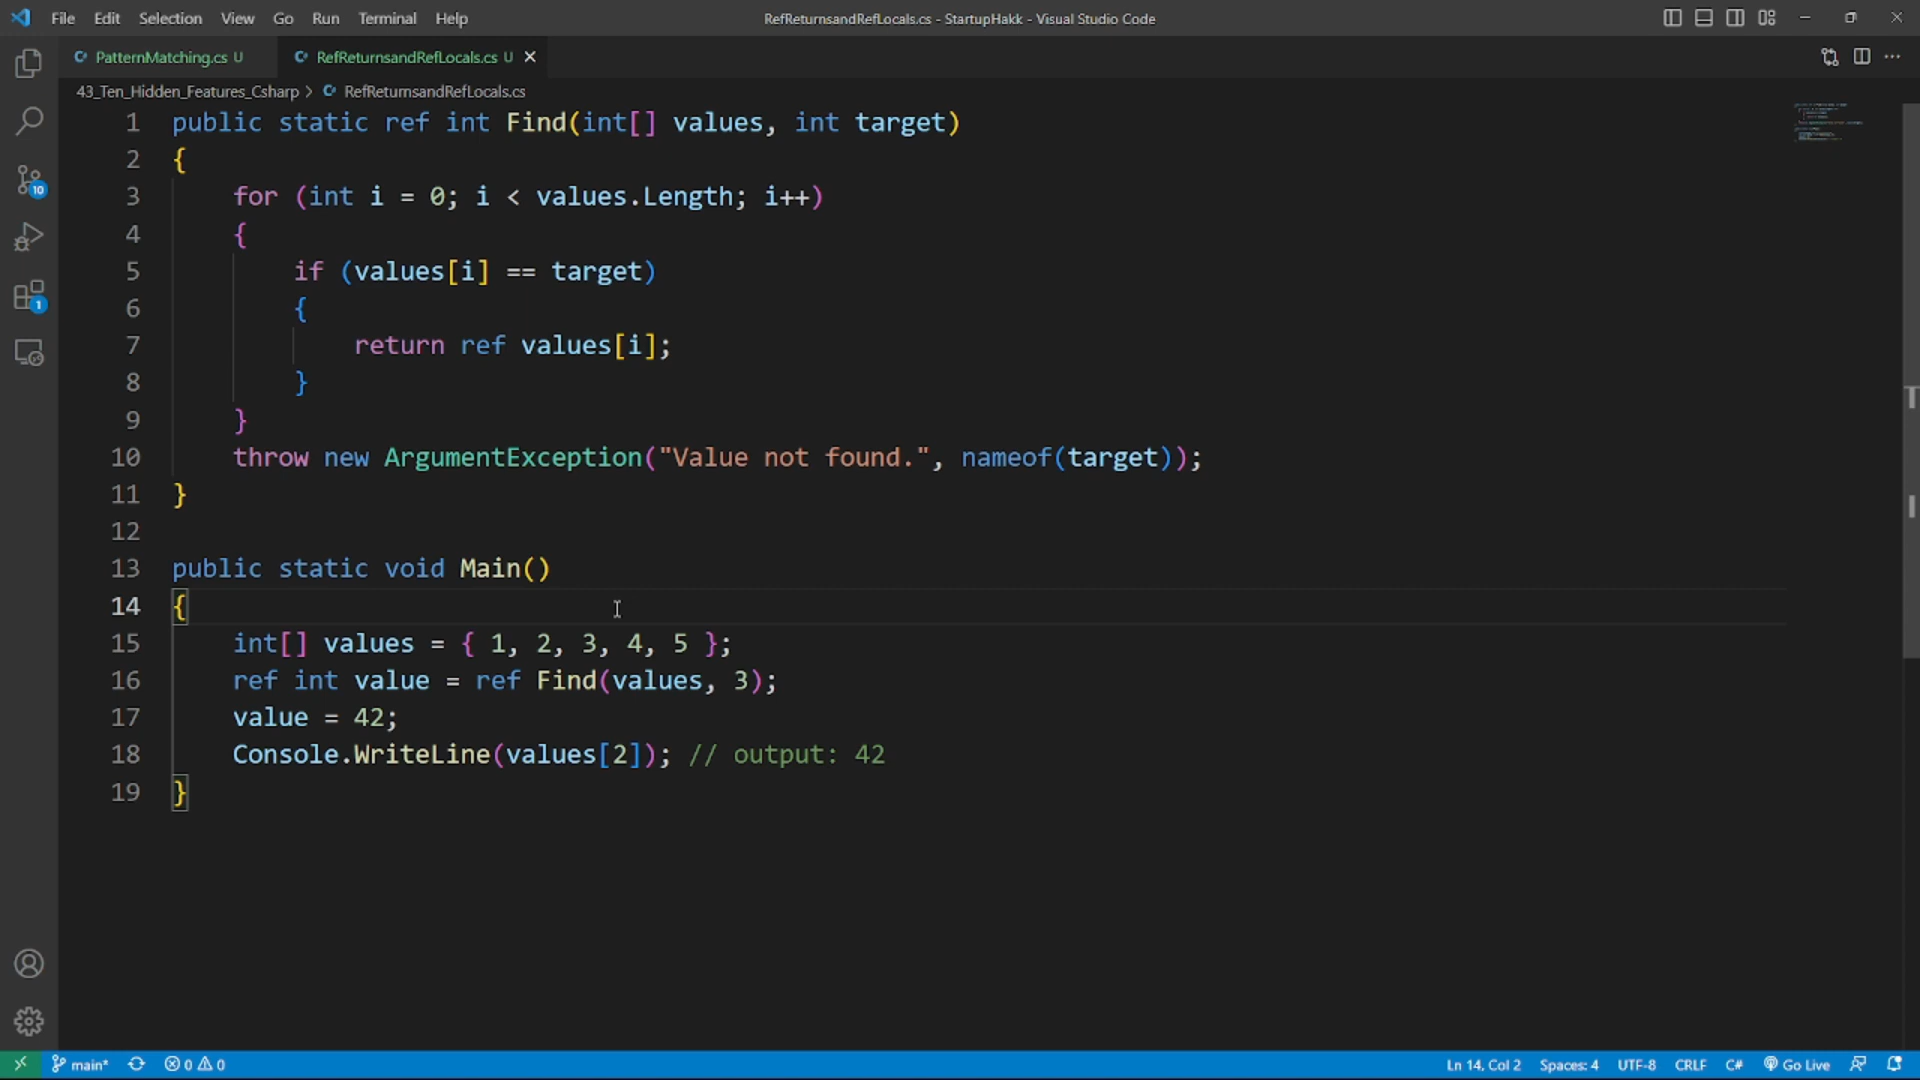 File Edit Selection View Go Run Terminal Help RefReturnsandRefLocals.cs - StartupHakk - Visual Studio Code
PatternMatching.cs U RefReturnsandRefLocals.cs U
43_Ten_Hidden_Features_Csharp > RefReturnsandRefLocals.cs
1 public static ref int Find(int[] values, int target)
2 {
3 for (int i = 0; i < values.Length; i++)
4 {
5 if (values[i] == target)
6 {
7 return ref values[i];
8 }
9 }
10 throw new ArgumentException("Value not found.", nameof(target));
11 }
12
13 public static void Main()
14 {
15 int[] values = { 1, 2, 3, 4, 5 };
16 ref int value = ref Find(values, 3);
17 value = 42;
18 Console.WriteLine(values[2]); // output: 42
19 }
10
1
main* 0 0 Ln 14, Col 2 Spaces: 4 UTF-8 CRLF C# Go Live